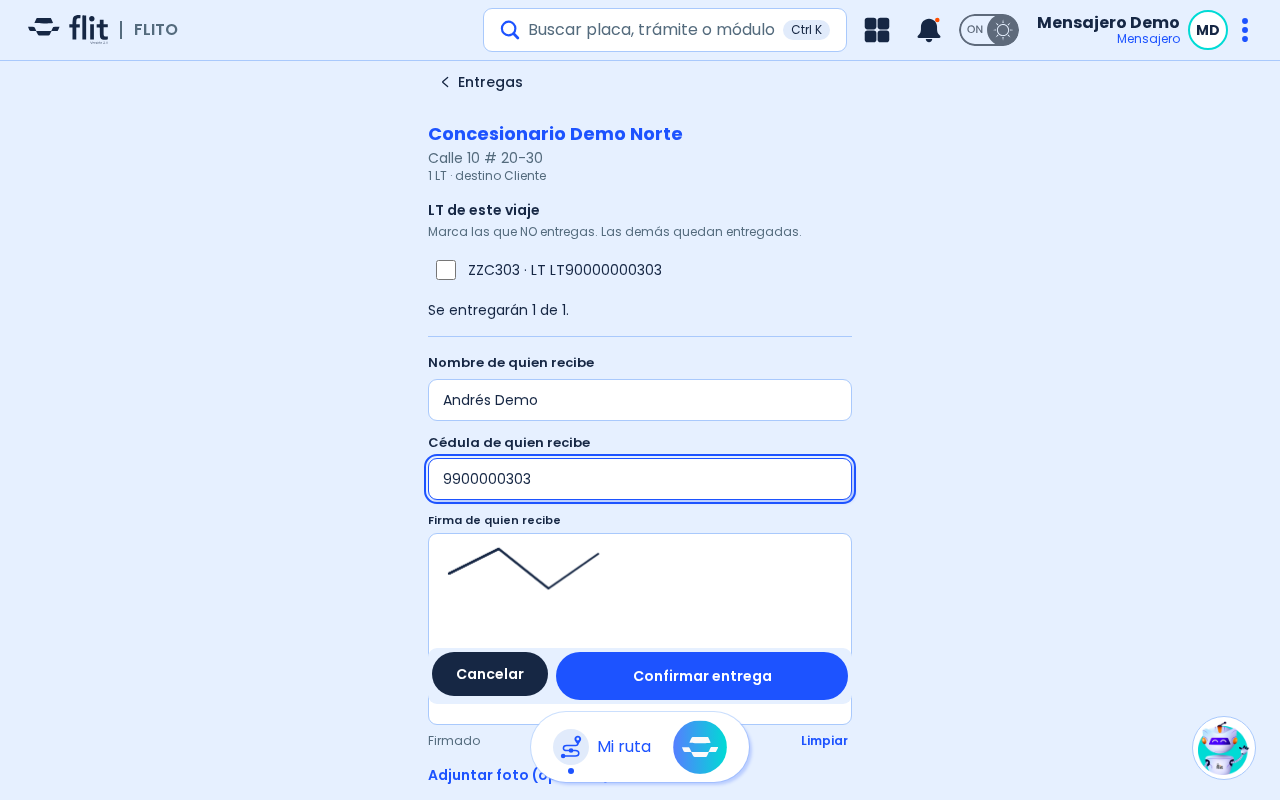 flit
FLITO
Buscar placa, trámite o módulo
Ctrl K
ON
Mensajero Demo
Mensajero
MD
Entregas
Concesionario Demo Norte
Calle 10 # 20-30
1 LT · destino Cliente
LT de este viaje
Marca las que NO entregas. Las demás quedan entregadas.
ZZC303 · LT LT90000000303
Se entregarán 1 de 1.
Nombre de quien recibe
Andrés Demo
Cédula de quien recibe
9900000303
Firma de quien recibe
Cancelar
Confirmar entrega
Firmado
Limpiar
Mi ruta
Adjuntar foto